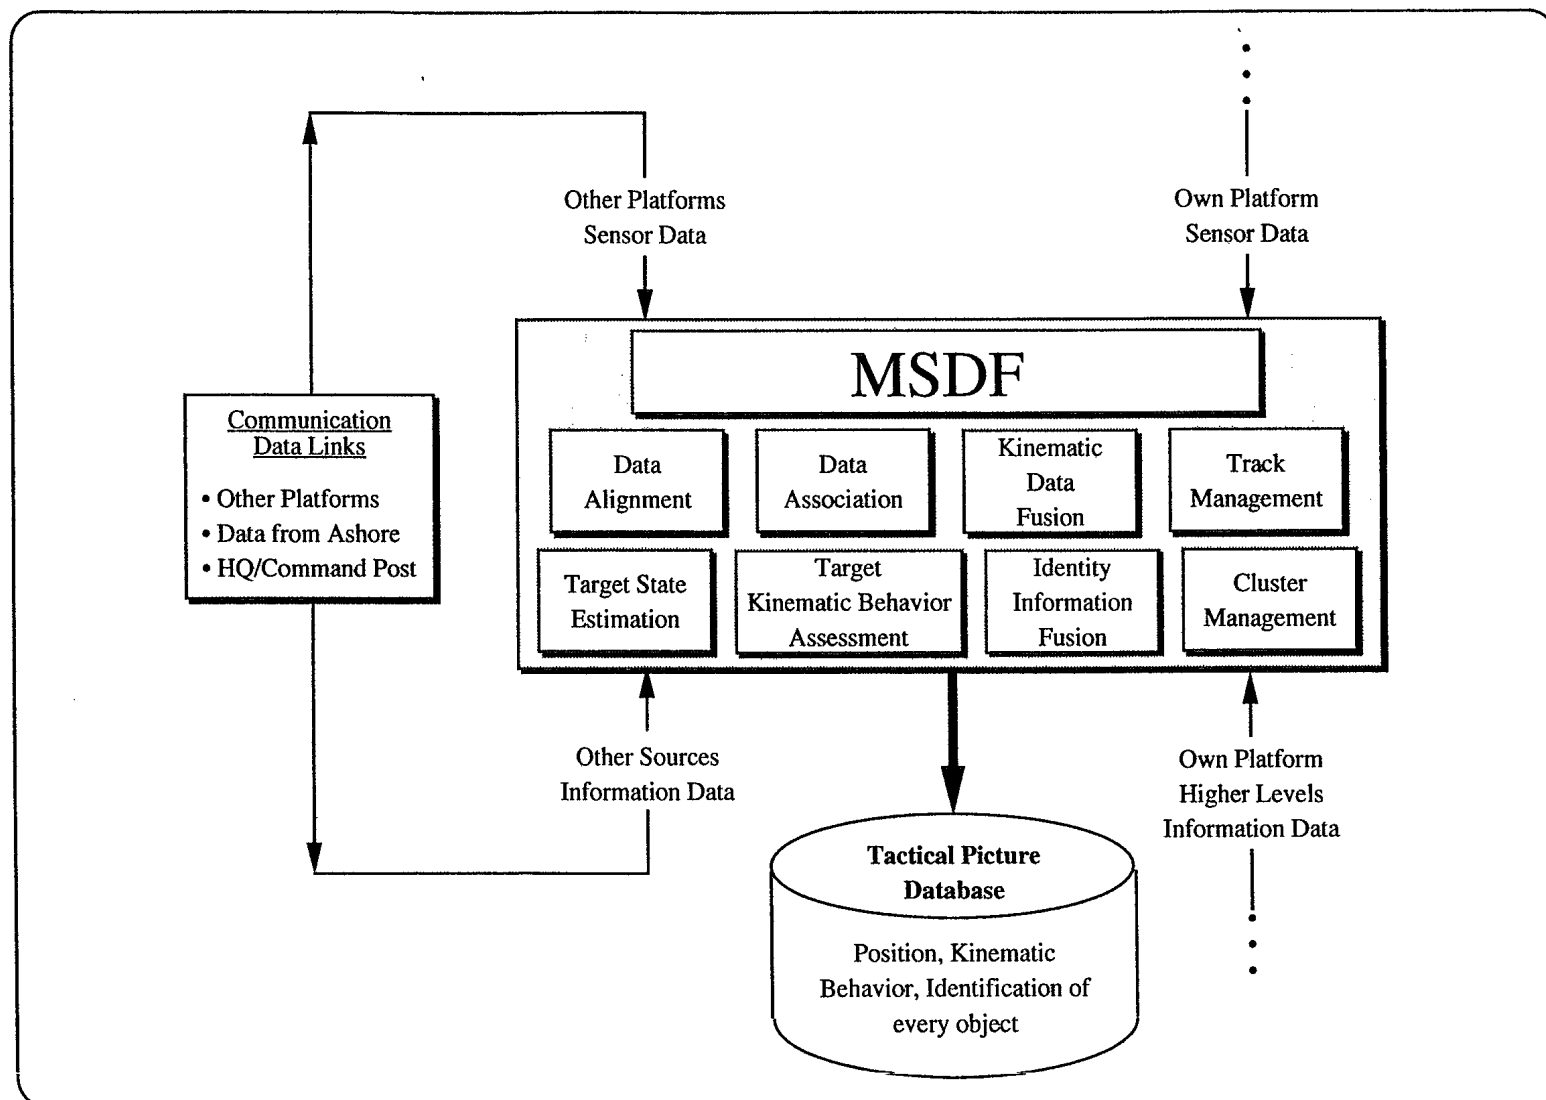 Other Platforms
Sensor Data
Own Platform
Sensor Data
MSDF
Communication
Data Links
• Other Platforms
• Data from Ashore
• HQ/Command Post
Data
Alignment
Data
Association
Kinematic
Data
Fusion
Track
Management
Target State
Estimation
Target
Kinematic Behavior
Assessment
Identity
Information
Fusion
Cluster
Management
Other Sources
Information Data
Own Platform
Higher Levels
Information Data
Tactical Picture
Database
Position, Kinematic
Behavior, Identification of
every object